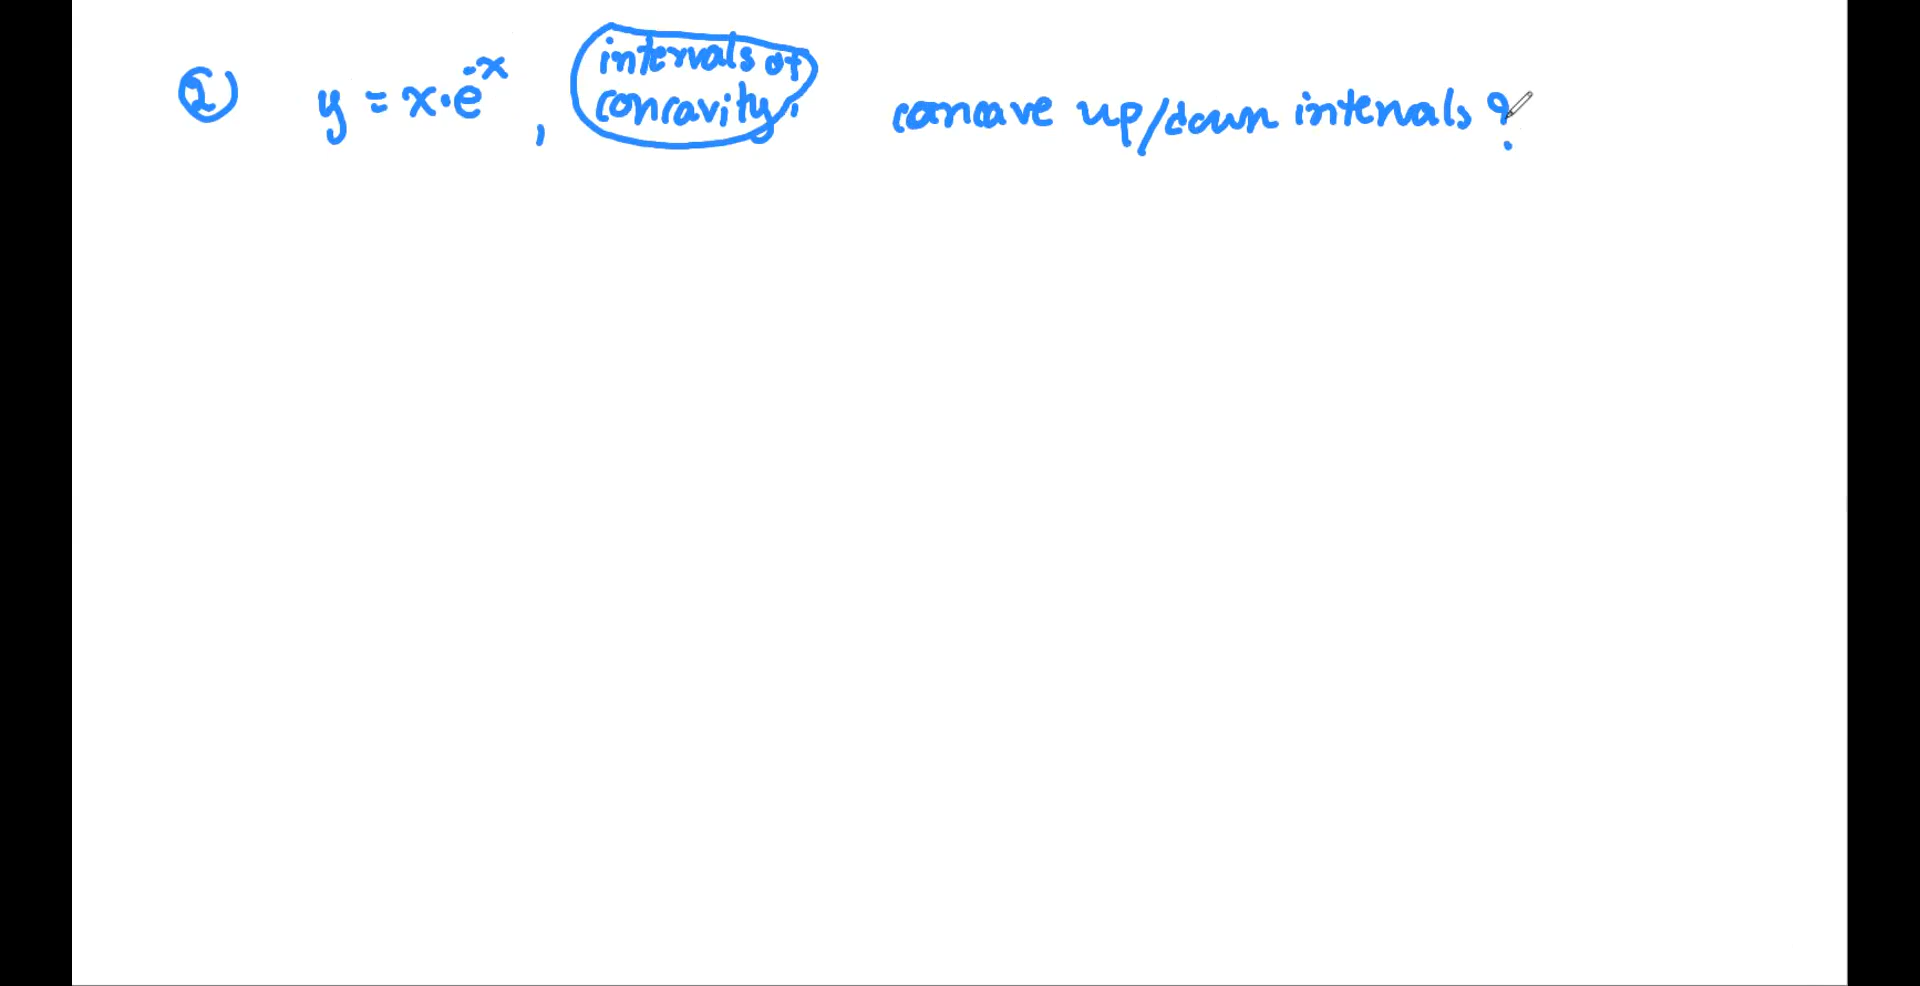 ② y = x·e^-x, intervals of concavity. concave up/down intervals?